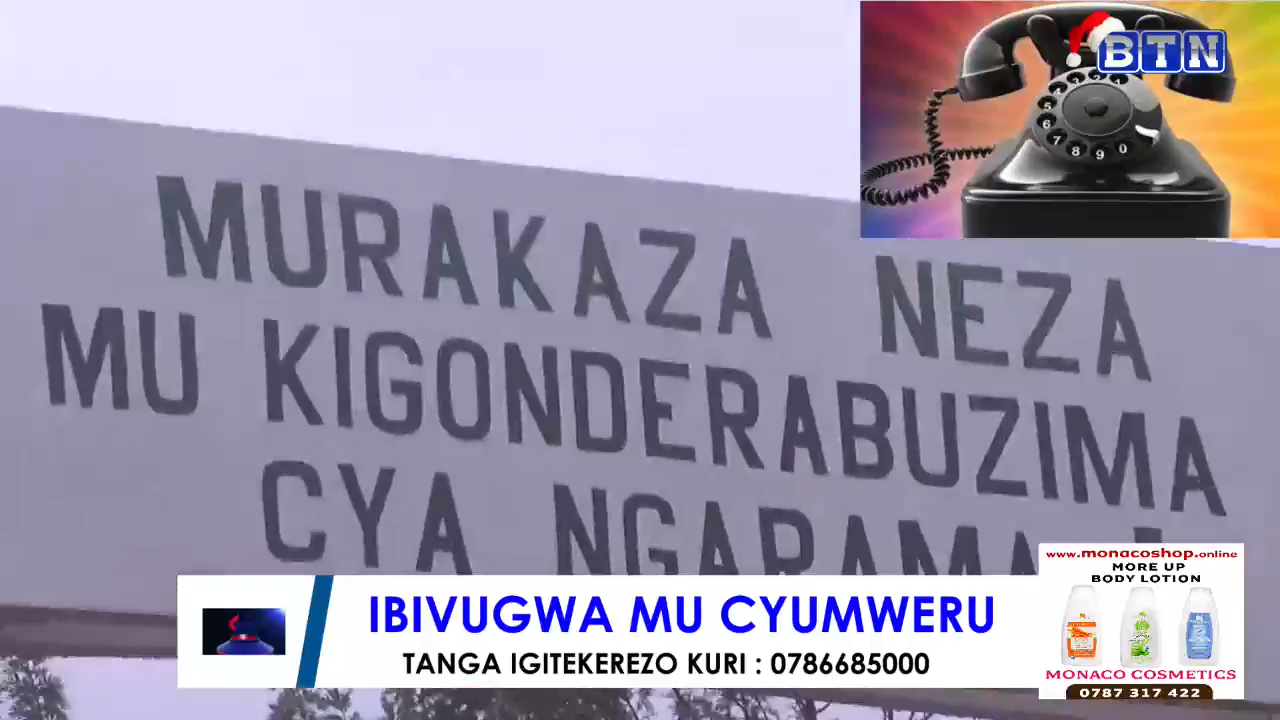 BTN
MURAKAZA NEZA
MU KIGONDERABUZIMA
CYA NGARAMA
IBIVUGWA MU CYUMWERU
TANGA IGITEKEREZO KURI : 0786685000
www.monacoshop.online
MORE UP
BODY LOTION
MONACO COSMETICS
0787 317 422